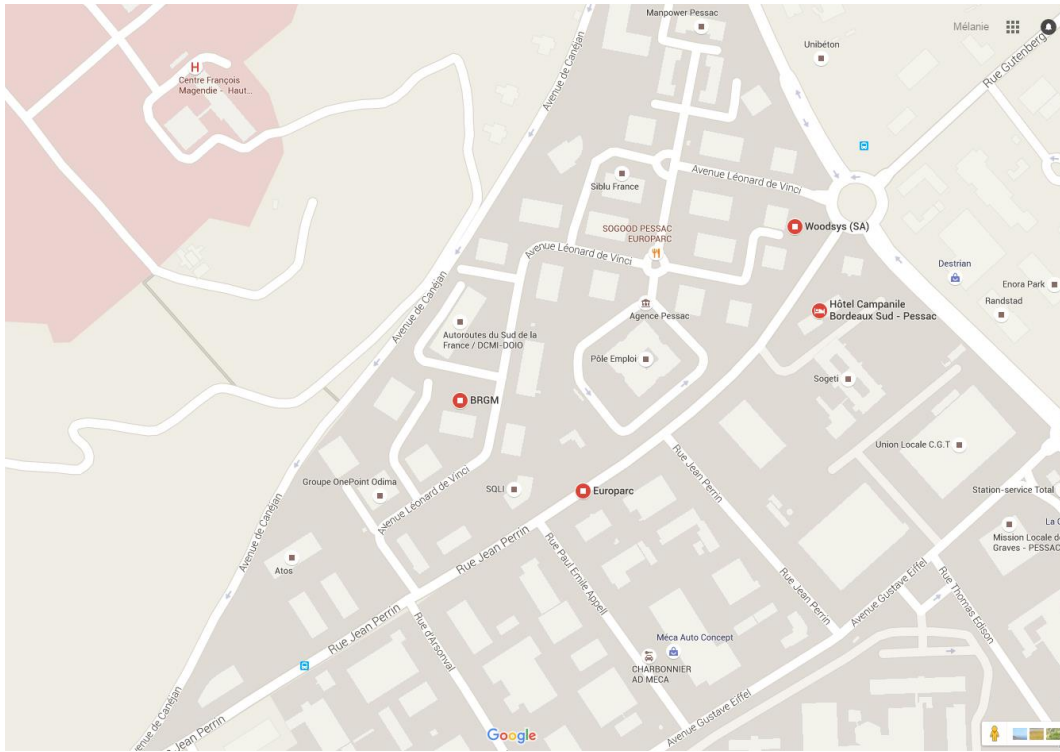 Manpower Pessac
Mélanie
Unibéton
Rue Gutenberg
Avenue de Canéjan
H
Centre François
Magendie - Haut...
Avenue Léonard de Vinci
Siblu France
SOGOOD PESSAC
EUROPARC
Woodsys (SA)
Avenue Léonard de Vinci
Destrian
Enora Park
Randstad
Avenue de Canéjan
Hôtel Campanile
Bordeaux Sud - Pessac
Agence Pessac
Autoroutes du Sud de la
France / DCMI-DOIO
Pôle Emploi
Sogeti
BRGM
Union Locale C.G.T
Rue Jean Perrin
Groupe OnePoint Odima
Avenue Léonard de Vinci
SQLI
Europarc
Station-service Total
La
Mission Locale de
Graves - PESSAC
Avenue de Canéjan
Atos
Rue Jean Perrin
Rue Paul Emile Appell
Rue Jean Perrin
Avenue Gustave Eiffel
Rue Thomas Edison
Rue Jean Perrin
Rue d'Arsonval
Méca Auto Concept
CHARBONNIER
AD MECA
Avenue Gustave Eiffel
Rue Jean Perrin
Google